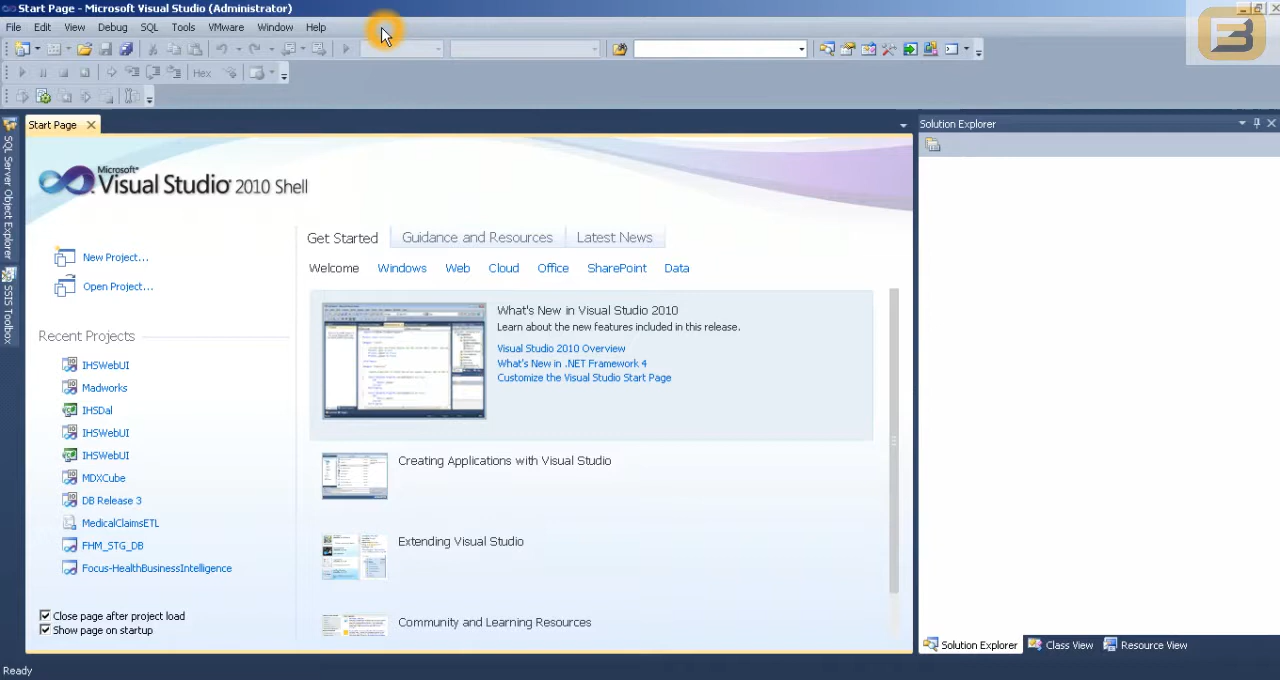 Start Page - Microsoft Visual Studio (Administrator)
File Edit View Debug SQL Tools VMware Window Help
Hex
Start Page
Solution Explorer
SQL Server Object Explorer
SSIS Toolbox
Microsoft®
Visual Studio® 2010 Shell
New Project...
Open Project...
Recent Projects
IHSWebUI
Madworks
IHSDal
IHSWebUI
IHSWebUI
MDXCube
DB Release 3
MedicalClaimsETL
FHM_STG_DB
Focus-HealthBusinessIntelligence
Close page after project load
Show page on startup
Get Started Guidance and Resources Latest News
Welcome Windows Web Cloud Office SharePoint Data
What's New in Visual Studio 2010
Learn about the new features included in this release.
Visual Studio 2010 Overview
What's New in .NET Framework 4
Customize the Visual Studio Start Page
Creating Applications with Visual Studio
Extending Visual Studio
Community and Learning Resources
Solution Explorer Class View Resource View
Ready